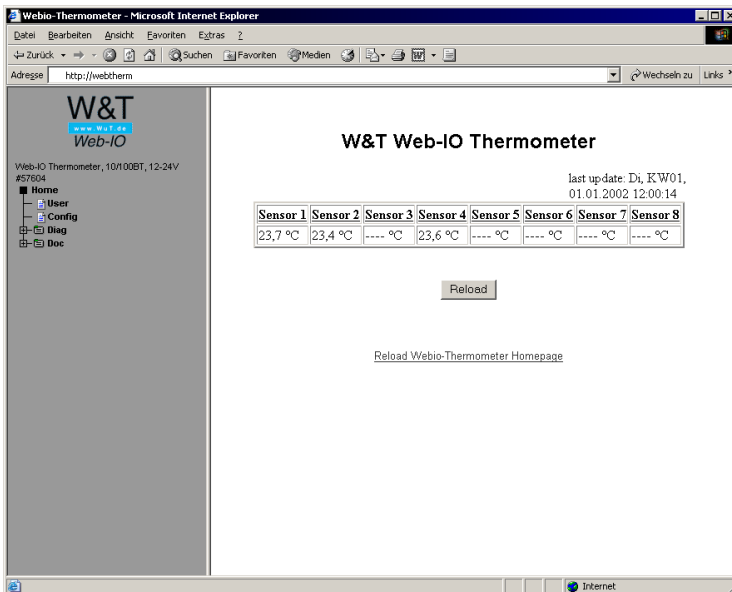 Webio-Thermometer - Microsoft Internet Explorer
Datei Bearbeiten Ansicht Favoriten Extras ?
Zurück Suchen Favoriten Medien
Adresse http://webtherm Wechseln zu Links »
W&T
www.WuT.de
Web-IO
Web-IO Thermometer, 10/100BT, 12-24V
#57604
Home
User
Config
Diag
Doc
W&T Web-IO Thermometer
last update: Di, KW01,
01.01.2002 12:00:14
Sensor 1 Sensor 2 Sensor 3 Sensor 4 Sensor 5 Sensor 6 Sensor 7 Sensor 8
23,7 °C 23,4 °C ---- °C 23,6 °C ---- °C ---- °C ---- °C ---- °C
Reload
Reload Webio-Thermometer Homepage
Internet